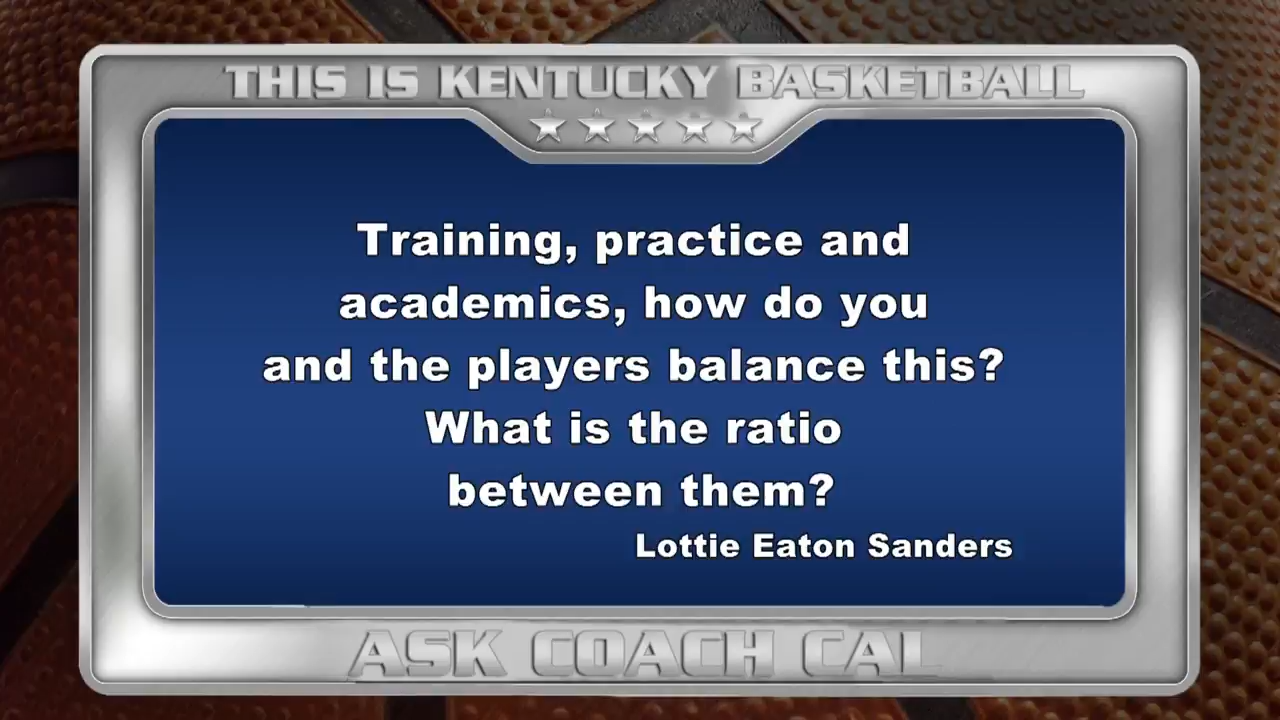 THIS IS KENTUCKY BASKETBALL
Training, practice and
academics, how do you
and the players balance this?
What is the ratio
between them?
Lottie Eaton Sanders
ASK COACH CAL